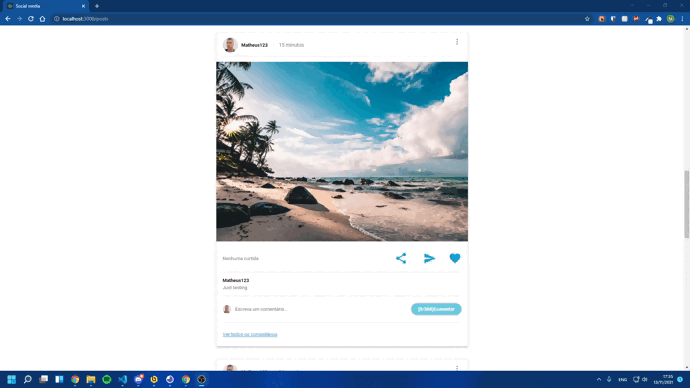 Social media
localhost:3000/posts
Matheus123
15 minutos
Nenhuma curtida
Matheus123
Just testing
Escreva um comentário...
Comentar
Ver todos os comentários
ENG
17:35
12/11/2021